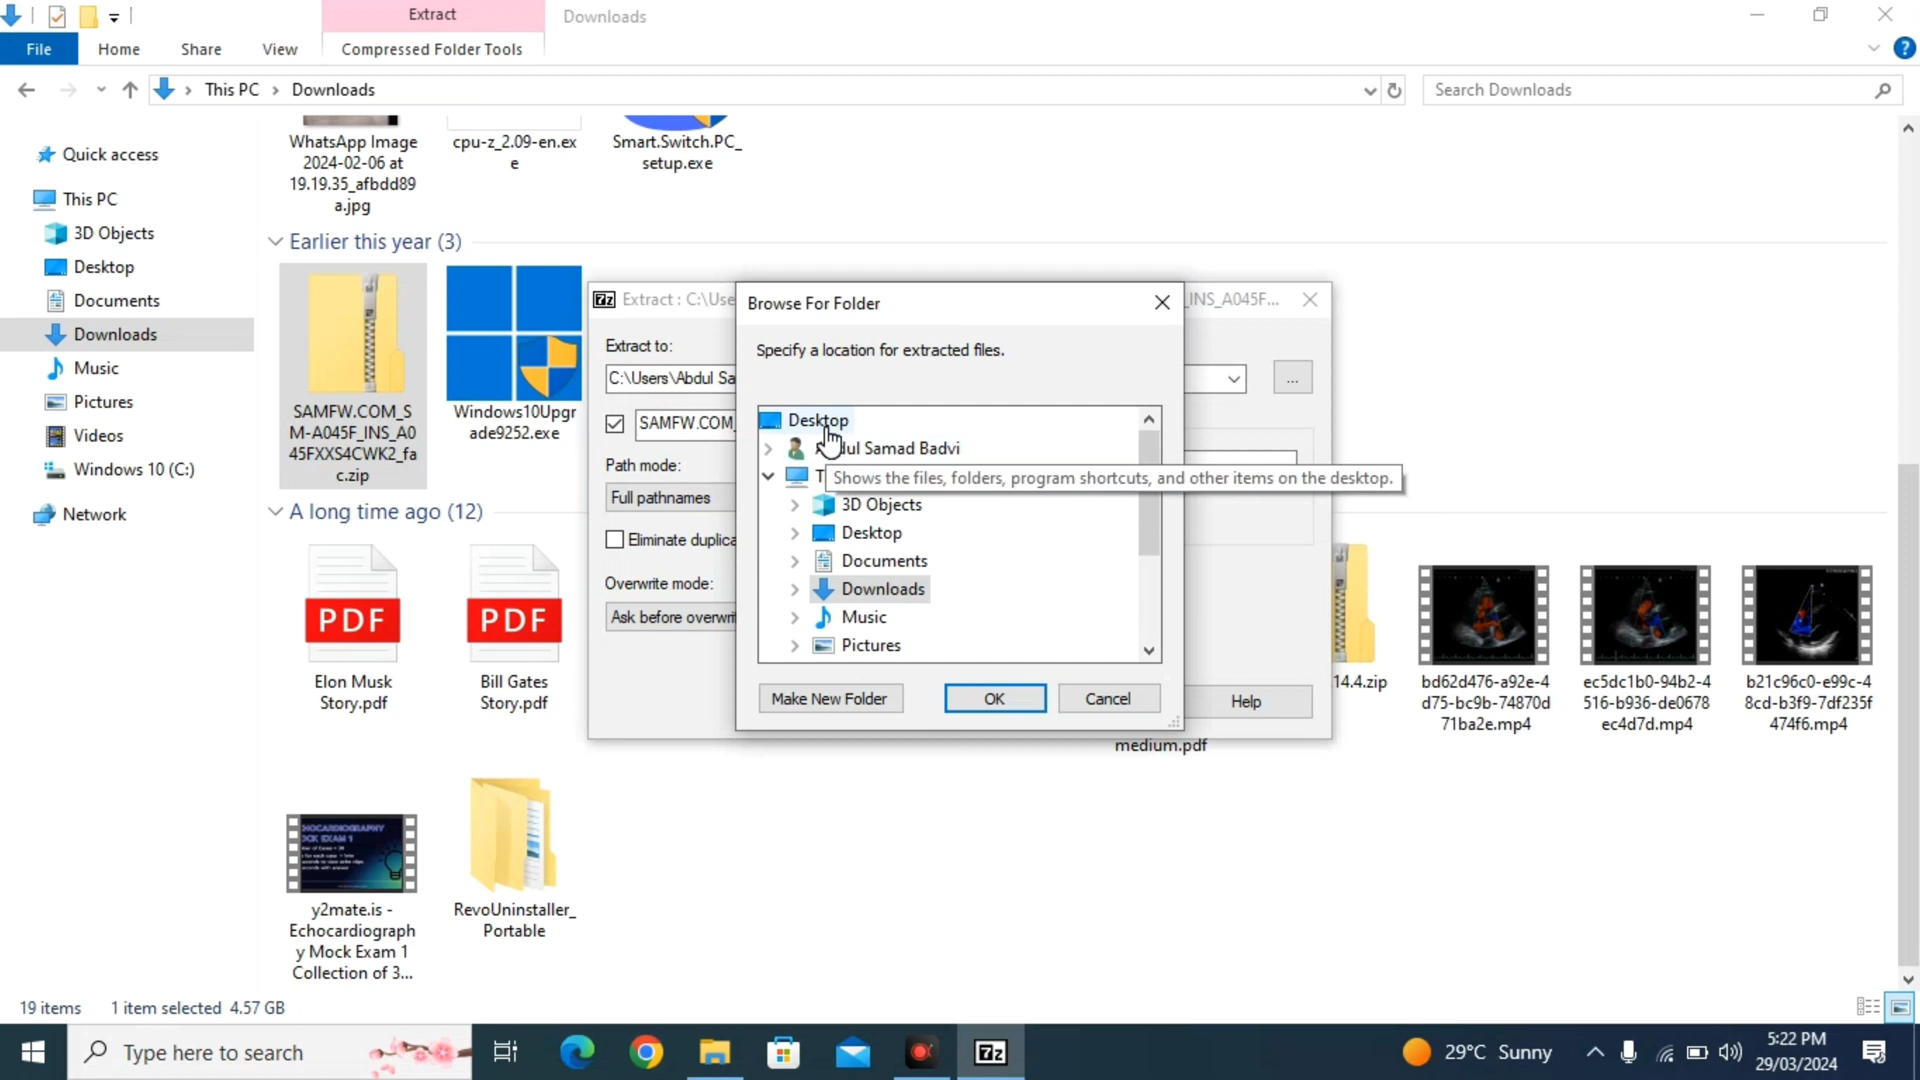 Extract
Downloads
File
Home
Share
View
Compressed Folder Tools
This PC
Downloads
Search Downloads
Quick access
This PC
3D Objects
Desktop
Documents
Downloads
Music
Pictures
Videos
Windows 10 (C:)
Network
WhatsApp Image
2024-02-06 at
19.19.35_afbdd89
a.jpg
cpu-z_2.09-en.ex
e
Smart.Switch.PC_
setup.exe
Earlier this year (3)
SAMFW.COM_S
M-A045F_INS_A0
45FXXS4CWK2_fa
c.zip
Windows10Upgr
ade9252.exe
A long time ago (12)
Elon Musk
Story.pdf
Bill Gates
Story.pdf
PDF
PDF
medium.pdf
14.4.zip
bd62d476-a92e-4
d75-bc9b-74870d
71ba2e.mp4
ec5dc1b0-94b2-4
516-b936-de0678
ec4d7d.mp4
b21c96c0-e99c-4
8cd-b3f9-7df235f
474f6.mp4
y2mate.is -
Echocardiograph
y Mock Exam 1
Collection of 3...
RevoUninstaller_
Portable
7z
Extract : C:\Use
_INS_A045F...
Extract to:
C:\Users\Abdul Sa
...
SAMFW.COM_
Path mode:
Full pathnames
Eliminate duplica
Overwrite mode:
Ask before overwri
Help
Browse For Folder
Specify a location for extracted files.
Desktop
dul Samad Badvi
T
Shows the files, folders, program shortcuts, and other items on the desktop.
3D Objects
Desktop
Documents
Downloads
Music
Pictures
Make New Folder
OK
Cancel
19 items
1 item selected 4.57 GB
Type here to search
7z
29°C Sunny
5:22 PM
29/03/2024